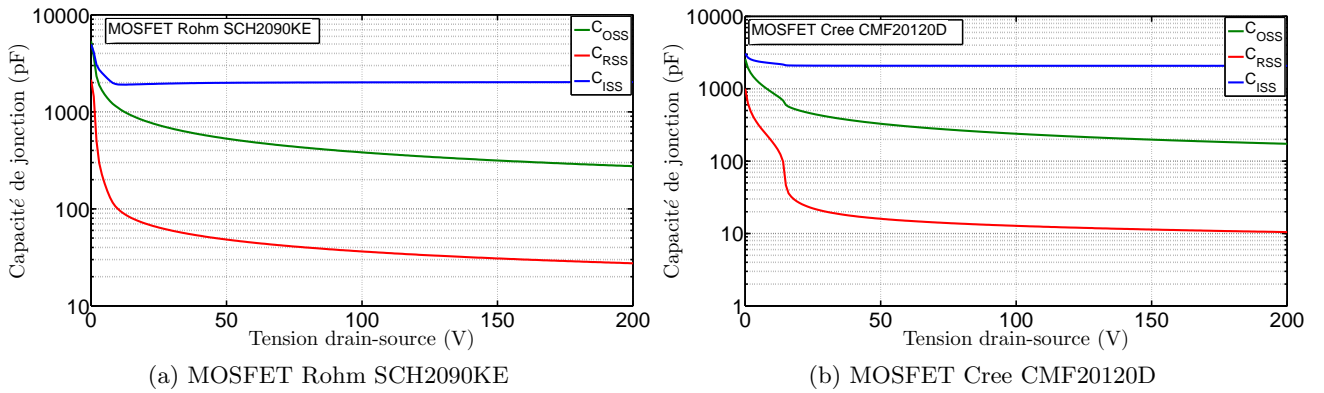 MOSFET Rohm SCH2090KE
C_OSS
C_RSS
C_ISS
Capacité de jonction (pF)
10000
1000
100
10
0
50
100
150
200
Tension drain-source (V)
(a) MOSFET Rohm SCH2090KE
MOSFET Cree CMF20120D
C_OSS
C_RSS
C_ISS
Capacité de jonction (pF)
10000
1000
100
10
1
0
50
100
150
200
Tension drain-source (V)
(b) MOSFET Cree CMF20120D